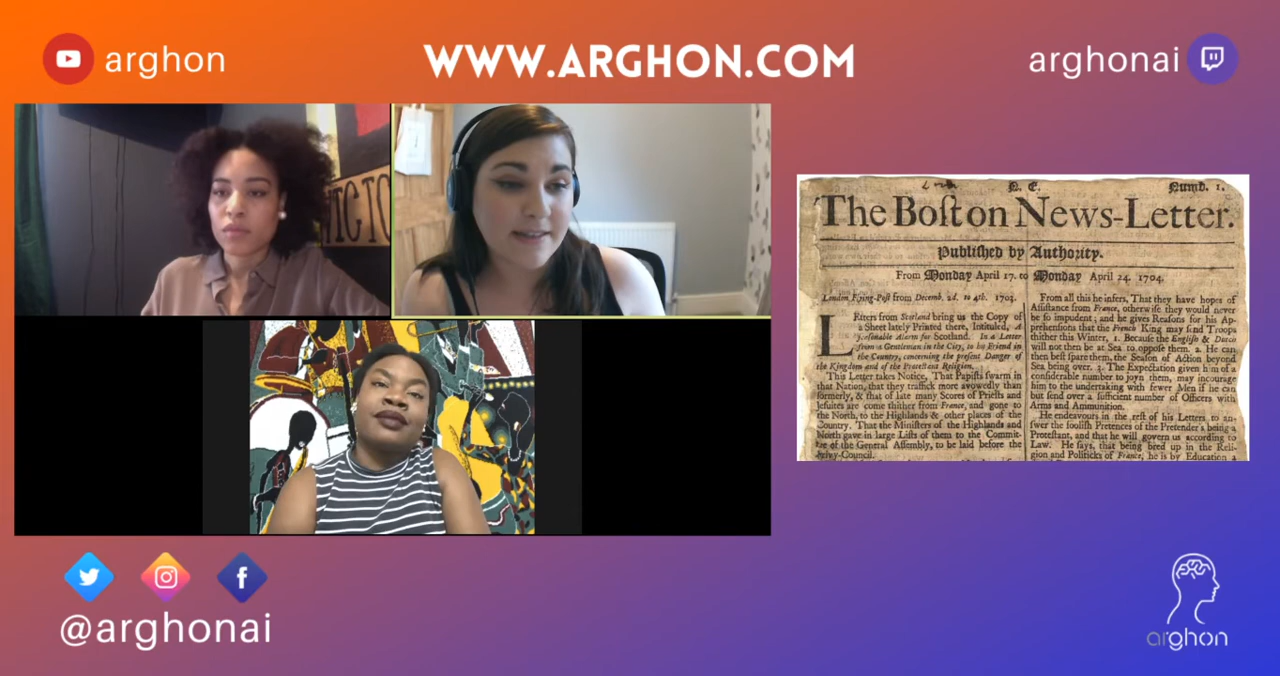 arghon
WWW.ARGHON.COM
arghonai
VICTO
N. E.
Numb. 1.
The Boſton News-Letter.
Publiſhed by Authority.
From Monday April 17. to Monday April 24. 1704.
London Flying-Poſt from Decemb. 2d. to 4th. 1703.
LEtters from Scotland bring us the Copy of
a Sheet lately Printed there, Intituled, A
ſeaſonable Alarm for Scotland. In a Letter
from a Gentleman in the City, to his Friend in
the Country, concerning the preſent Danger of
the Kingdom and of the Proteſtant Religion.
This Letter takes Notice, That Papiſts ſwarm in
that Nation, that they traffick more avowedly than
formerly, & that of late many Scores of Prieſts and
Jeſuites are come thither from France, and gone to
the North, to the Highlands & other places of the
Country. That the Miniſters of the Highlands and
North gave in large Liſts of them to the Commit-
tee of the General Aſſembly, to be laid before the
Privy-Council.
From all this he infers, That they have hopes of
Aſſiſtance from France, otherwiſe they would never
be ſo impudent; and he gives Reaſons for his Ap-
prehenſions that the French King may ſend Troops
thither this Winter, 1. Becauſe the Engliſh & Dutch
will not then be at Sea to oppoſe them. 2. He can
then beſt ſpare them, the Seaſon of Action beyond
Sea being over. 3. The Expectation given him of a
conſiderable number to joyn them, may incourage
him to the undertaking with fewer Men if he can
but ſend over a ſufficient number of Officers with
Arms and Ammunition.
He endeavours in the reſt of his Letters to an-
ſwer the fooliſh Pretences of the Pretender's being a
Proteſtant, and that he will govern us according to
Law. He ſays, that being bred up in the Reli-
gion and Politicks of France, he is by Education a
@arghonai
arghon